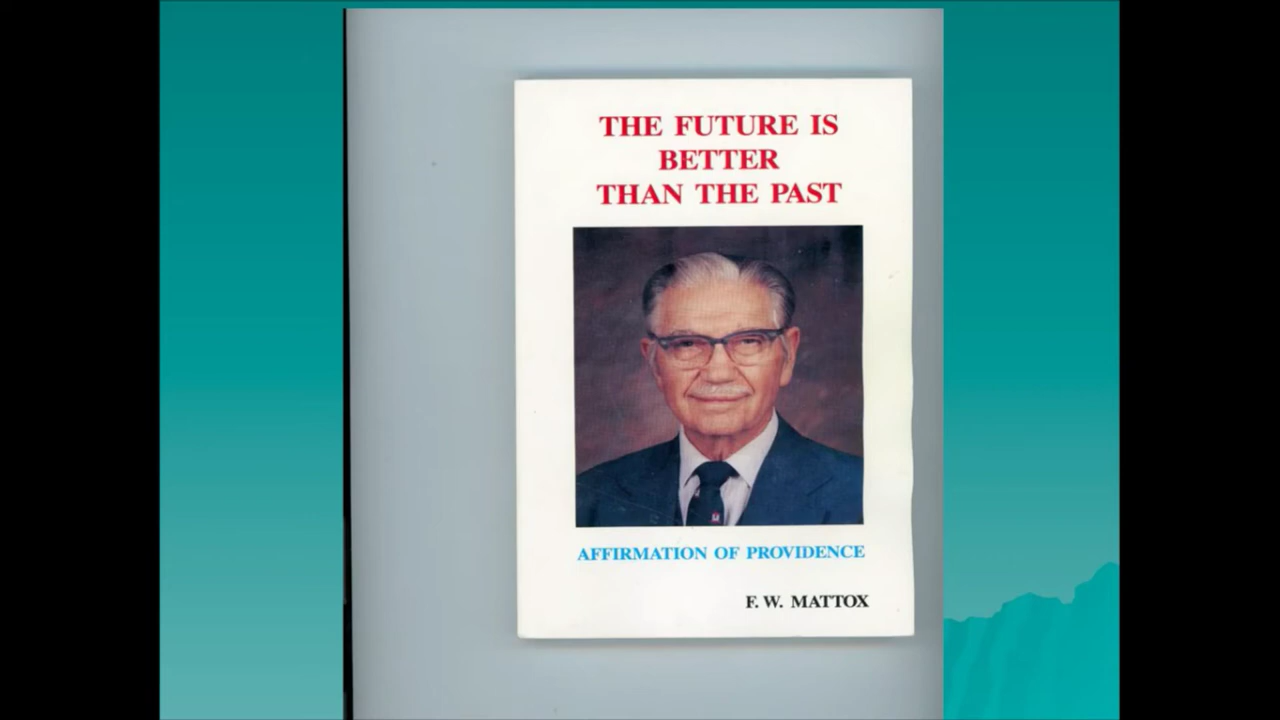 THE FUTURE IS
BETTER
THAN THE PAST
AFFIRMATION OF PROVIDENCE
F. W. MATTOX